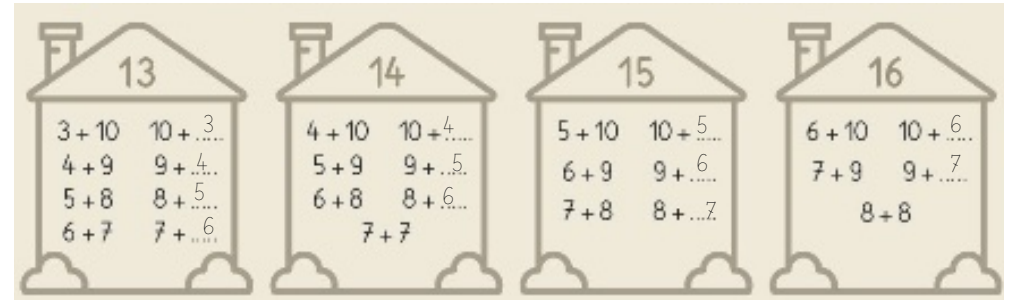 13
3 + 10 10 + 3
4 + 9 9 + 4
5 + 8 8 + 5
6 + 7 7 + 6
14
4 + 10 10 + 4
5 + 9 9 + 5
6 + 8 8 + 6
7 + 7
15
5 + 10 10 + 5
6 + 9 9 + 6
7 + 8 8 + 7
16
6 + 10 10 + 6
7 + 9 9 + 7
8 + 8